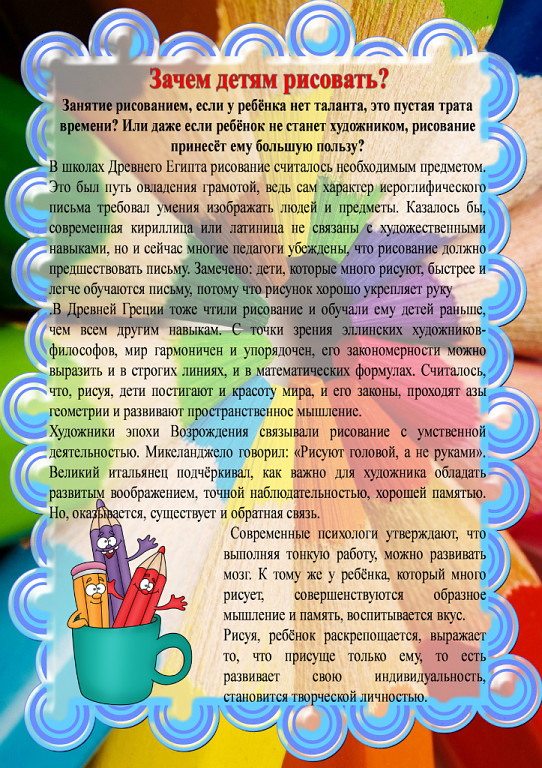 Зачем детям рисовать?
Занятие рисованием, если у ребёнка нет таланта, это пустая трата
времени? Или даже если ребёнок не станет художником, рисование
принесёт ему большую пользу?
В школах Древнего Египта рисование считалось необходимым предметом.
Это был путь овладения грамотой, ведь сам характер иероглифического
письма требовал умения изображать людей и предметы. Казалось бы,
современная кириллица или латиница не связаны с художественными
навыками, но и сейчас многие педагоги убеждены, что рисование должно
предшествовать письму. Замечено: дети, которые много рисуют, быстрее и
легче обучаются письму, потому что рисунок хорошо укрепляет руку
.В Древней Греции тоже чтили рисование и обучали ему детей раньше,
чем всем другим навыкам. С точки зрения эллинских художников-
философов, мир гармоничен и упорядочен, его закономерности можно
выразить и в строгих линиях, и в математических формулах. Считалось,
что, рисуя, дети постигают и красоту мира, и его законы, проходят азы
геометрии и развивают пространственное мышление.
Художники эпохи Возрождения связывали рисование с умственной
деятельностью. Микеланджело говорил: «Рисуют головой, а не руками».
Великий итальянец подчёркивал, как важно для художника обладать
развитым воображением, точной наблюдательностью, хорошей памятью.
Но, оказывается, существует и обратная связь.
Современные психологи утверждают, что
выполняя тонкую работу, можно развивать
мозг. К тому же у ребёнка, который много
рисует, совершенствуются образное
мышление и память, воспитывается вкус.
Рисуя, ребёнок раскрепощается, выражает
то, что присуще только ему, то есть
развивает свою индивидуальность,
становится творческой личностью.